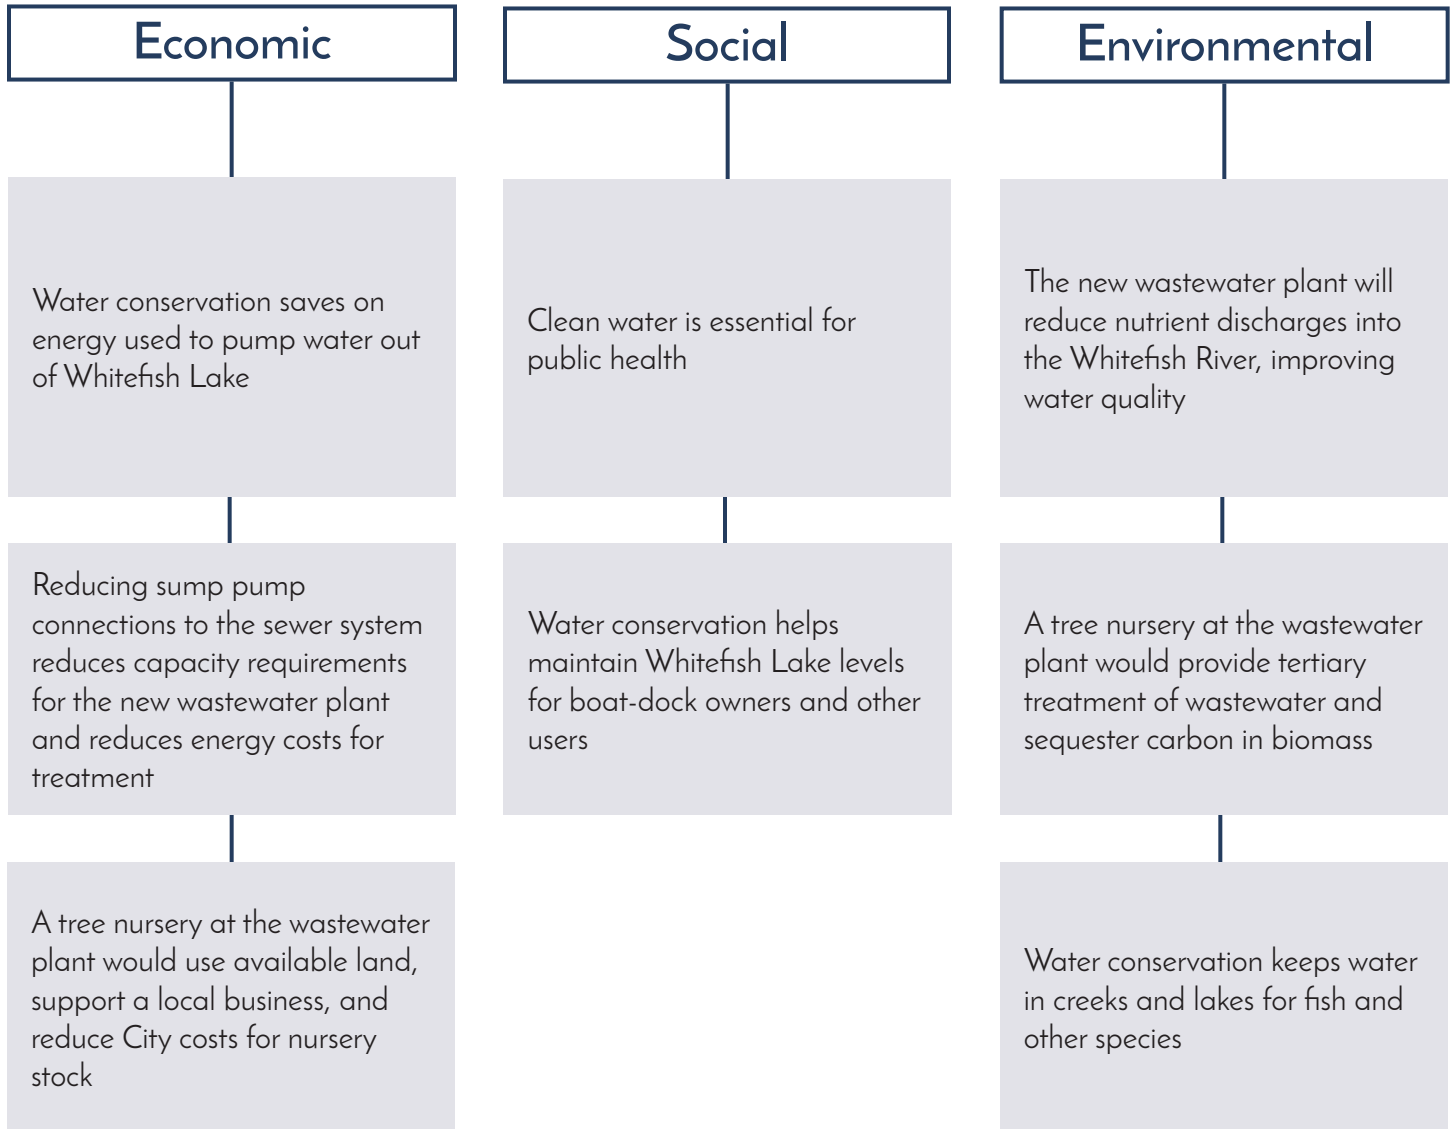 Economic
Water conservation saves on
energy used to pump water out
of Whitefish Lake
Reducing sump pump
connections to the sewer system
reduces capacity requirements
for the new wastewater plant
and reduces energy costs for
treatment
A tree nursery at the wastewater
plant would use available land,
support a local business, and
reduce City costs for nursery
stock
Social
Clean water is essential for
public health
Water conservation helps
maintain Whitefish Lake levels
for boat-dock owners and other
users
Environmental
The new wastewater plant will
reduce nutrient discharges into
the Whitefish River, improving
water quality
A tree nursery at the wastewater
plant would provide tertiary
treatment of wastewater and
sequester carbon in biomass
Water conservation keeps water
in creeks and lakes for fish and
other species